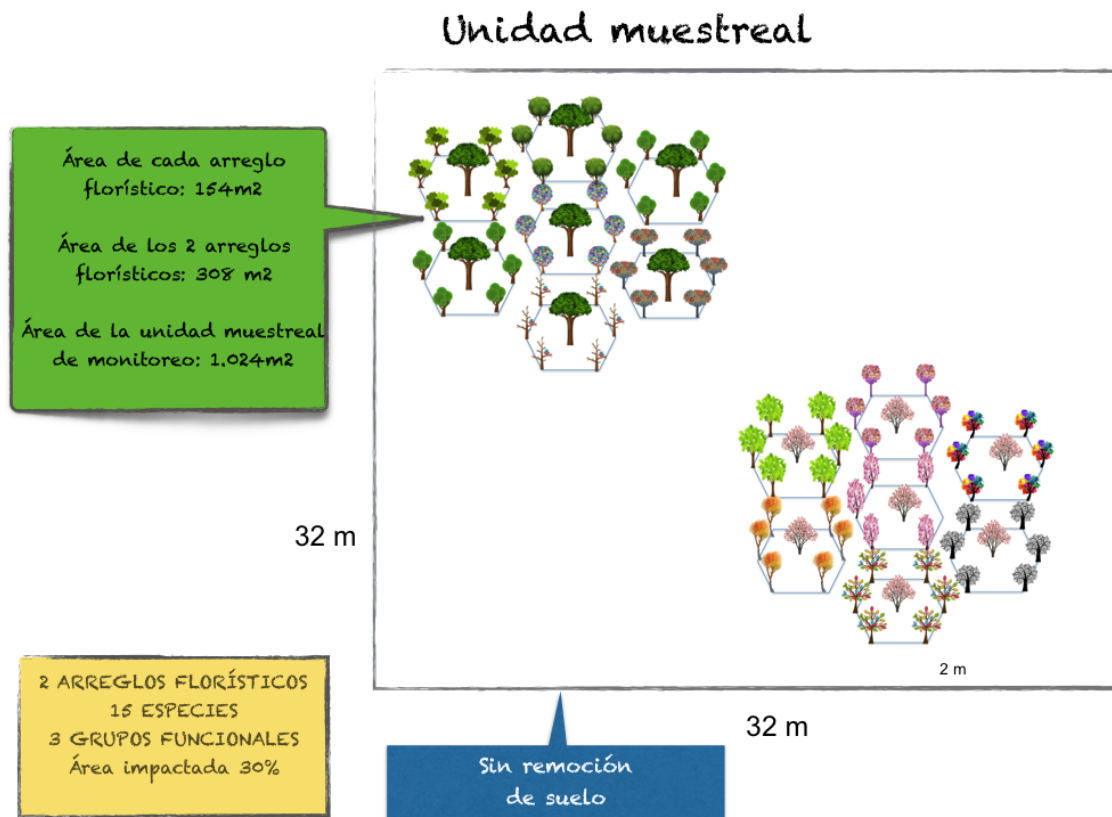 Unidad muestreal
Área de cada arreglo
florístico: 154m2
Área de los 2 arreglos
florísticos: 308 m2
Área de la unidad muestreal
de monitoreo: 1.024m2
32 m
2 m
32 m
2 ARREGLOS FLORÍSTICOS
15 ESPECIES
3 GRUPOS FUNCIONALES
Área impactada 30%
Sin remoción
de suelo